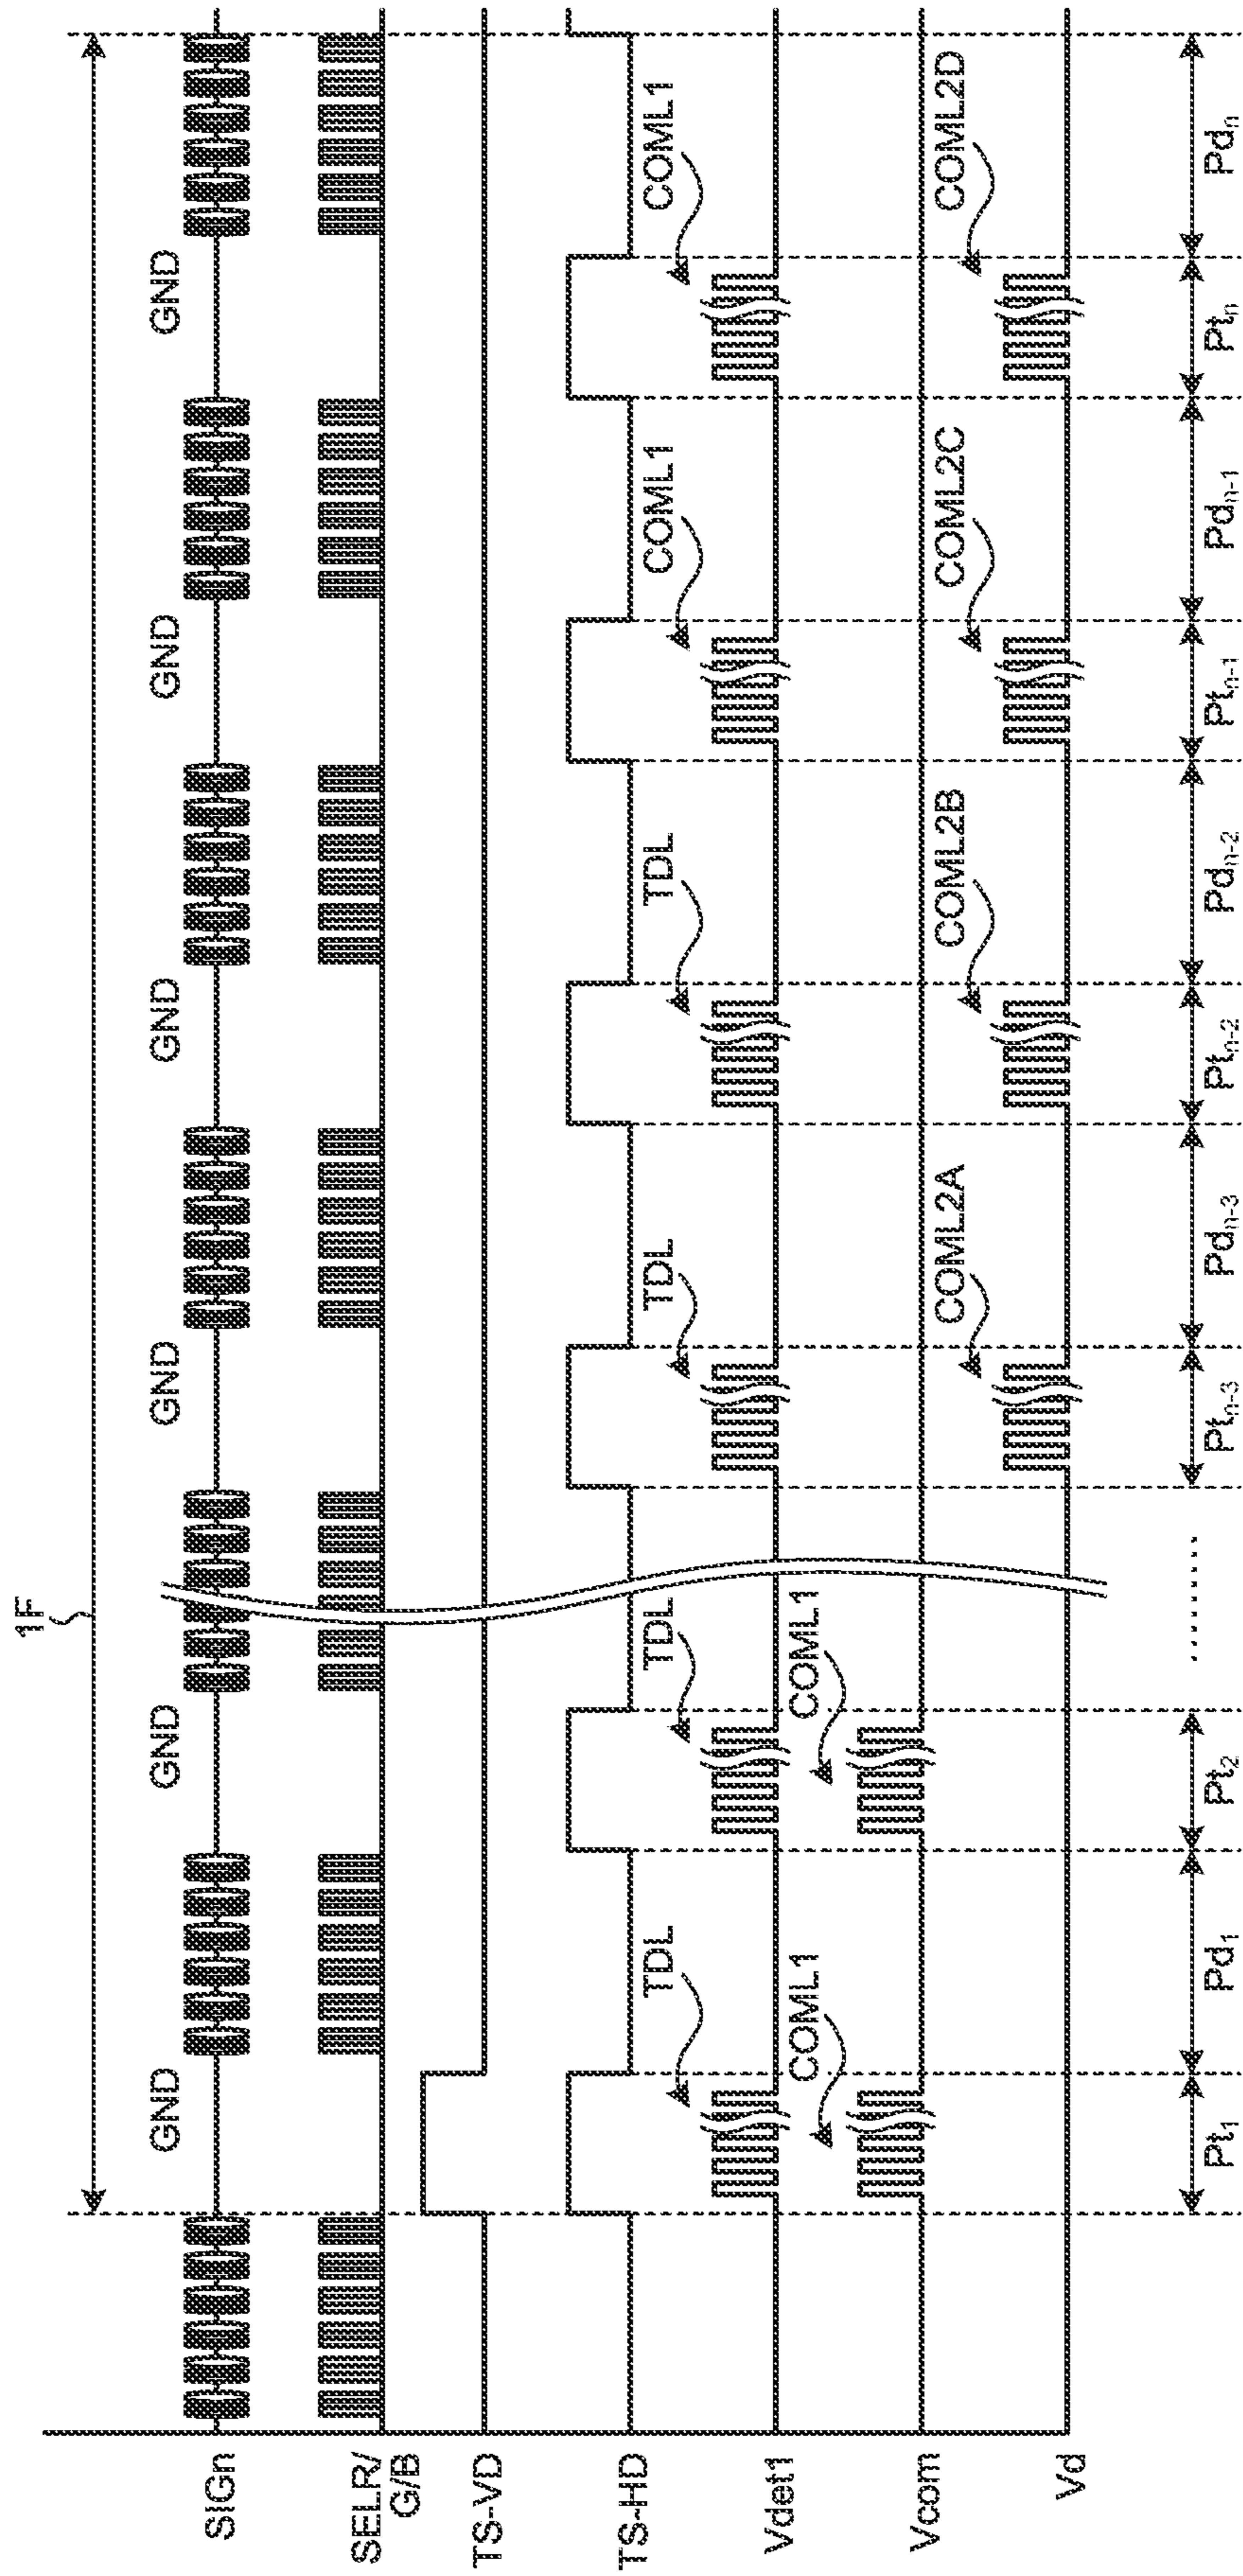 1F
GND GND GND GND GND GND
SIGn
SELR/
G/B
TS-VD
TS-HD
TDL TDL TDL TDL COML1 COML1
Vdet1
COML1 COML1
Vcom
COML2A COML2B COML2C COML2D
Vd
Pt1 Pd1 Pt2 ....... Ptn-3 Pdn-3 Ptn-2 Pdn-2 Ptn-1 Pdn-1 Ptn Pdn